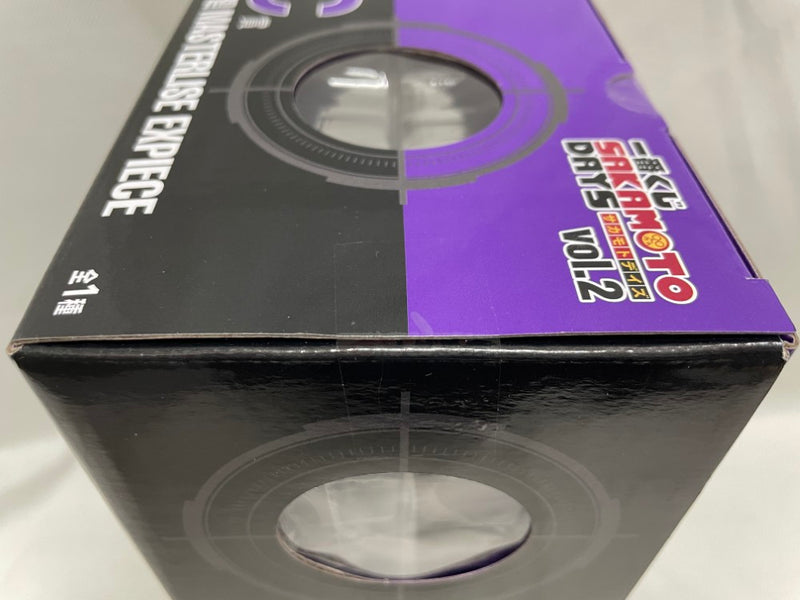 賞
MASTERLISE EXPIECE
全1種
一番くじ
SAKAMOTO
DAYS サカモトデイズ
vol.2